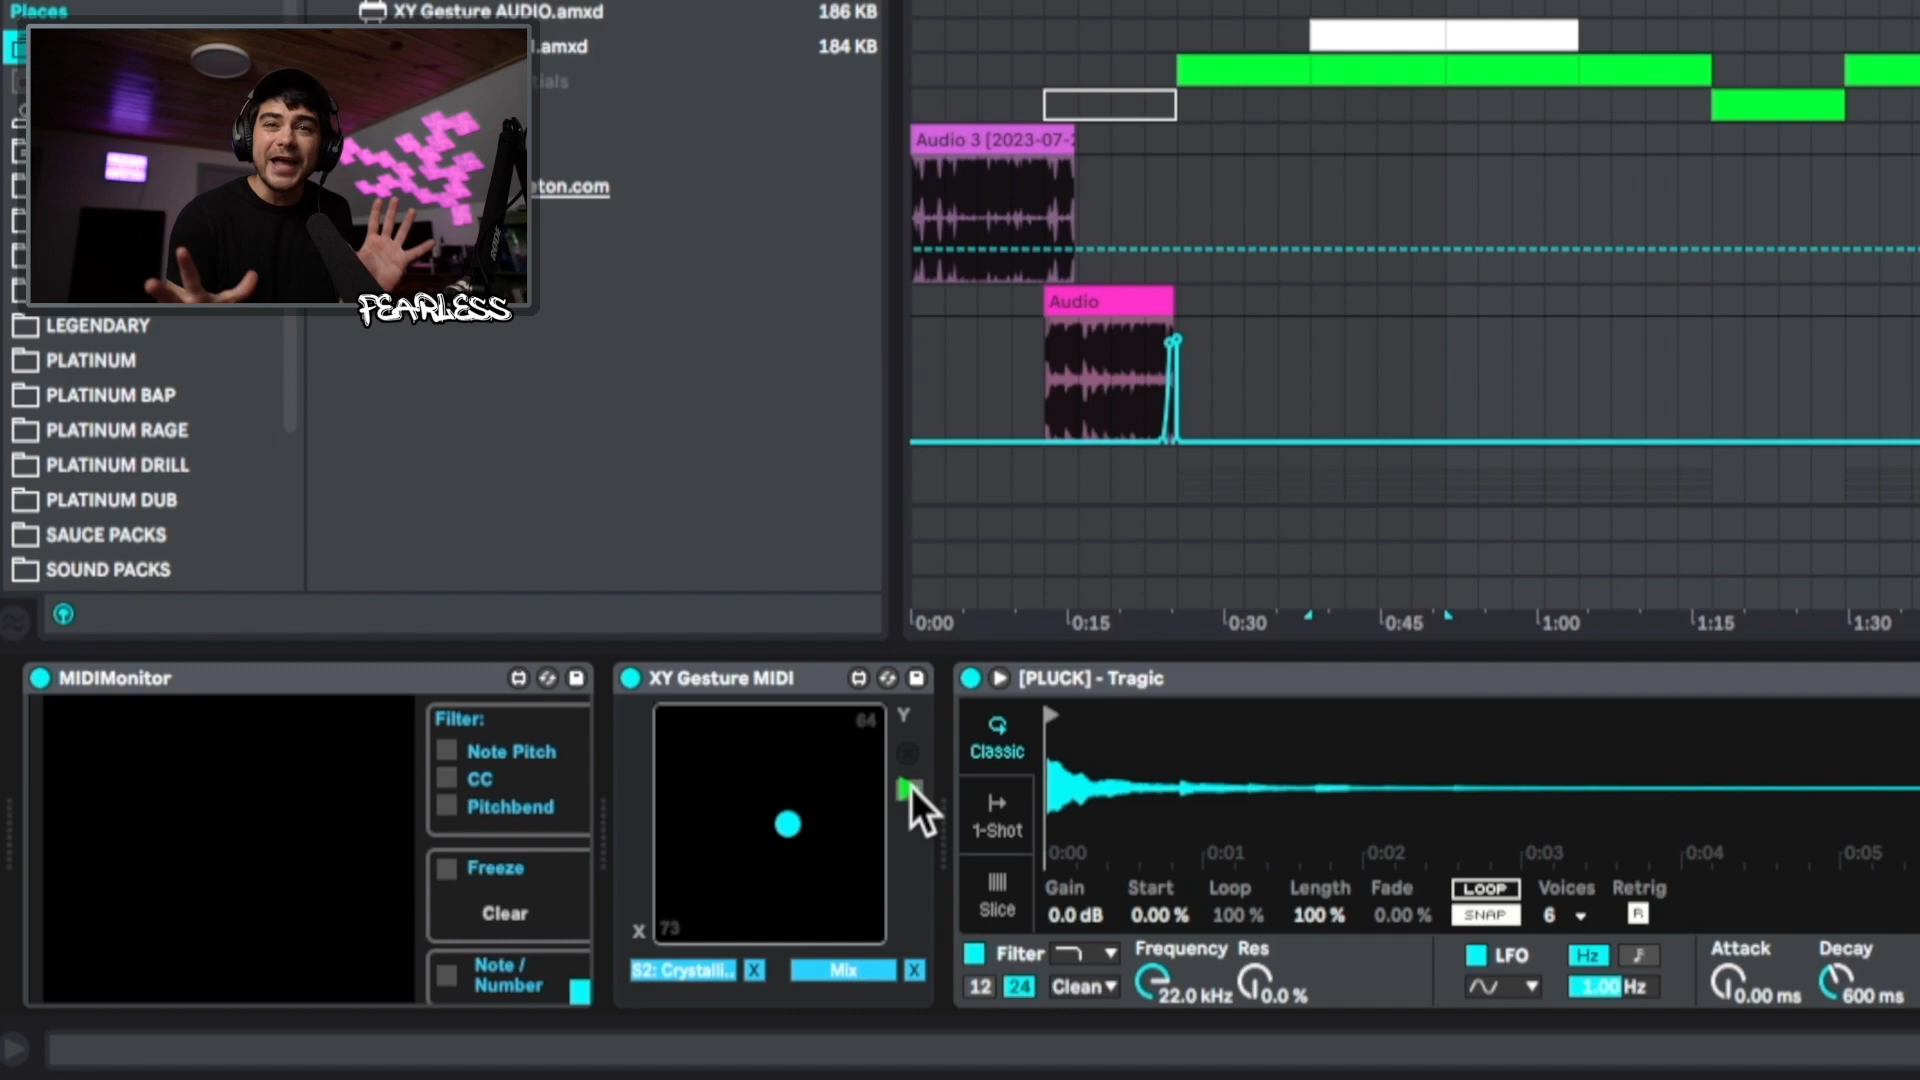 Places
XY Gesture AUDIO.amxd 186 KB
.amxd 184 KB
tials
eton.com
FEARLESS
LEGENDARY
PLATINUM
PLATINUM BAP
PLATINUM RAGE
PLATINUM DRILL
PLATINUM DUB
SAUCE PACKS
SOUND PACKS
Audio 3 [2023-07-2
Audio
0:00 0:15 0:30 0:45 1:00 1:15 1:30
MIDIMonitor
Filter:
Note Pitch
CC
Pitchbend
Freeze
Clear
Note /
Number
XY Gesture MIDI
64
Y
X 73
S2: Crystalli.. X Mix X
[PLUCK] - Tragic
Classic
1-Shot
Slice
0:00 0:01 0:02 0:03 0:04 0:05
Gain Start Loop Length Fade LOOP Voices Retrig
0.0 dB 0.00 % 100 % 100 % 0.00 % SNAP 6 R
Filter Frequency Res LFO Hz Attack Decay
12 24 Clean 22.0 kHz 0.0 % 1.00 Hz 0.00 ms 600 ms
RODE